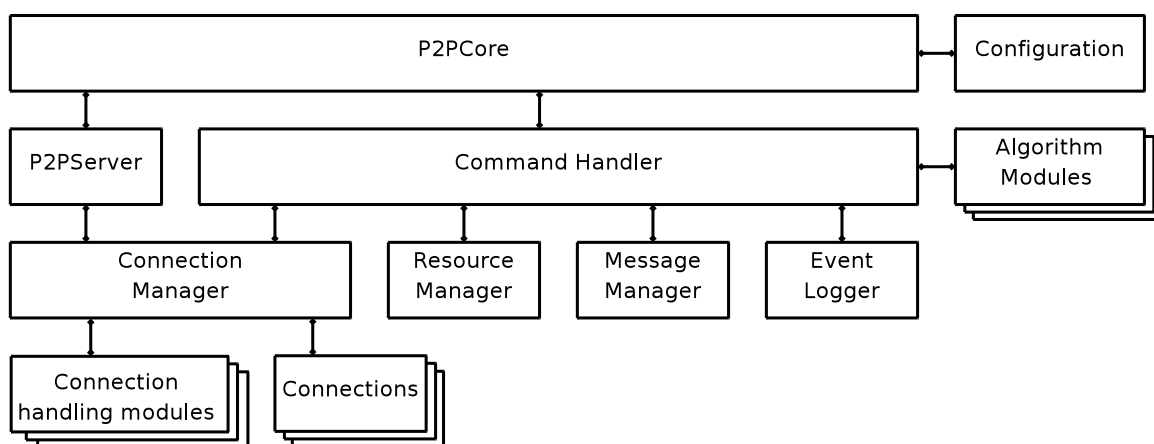 P2PCore
Configuration
P2PServer
Command Handler
Algorithm
Modules
Connection
Manager
Resource
Manager
Message
Manager
Event
Logger
Connection
handling modules
Connections